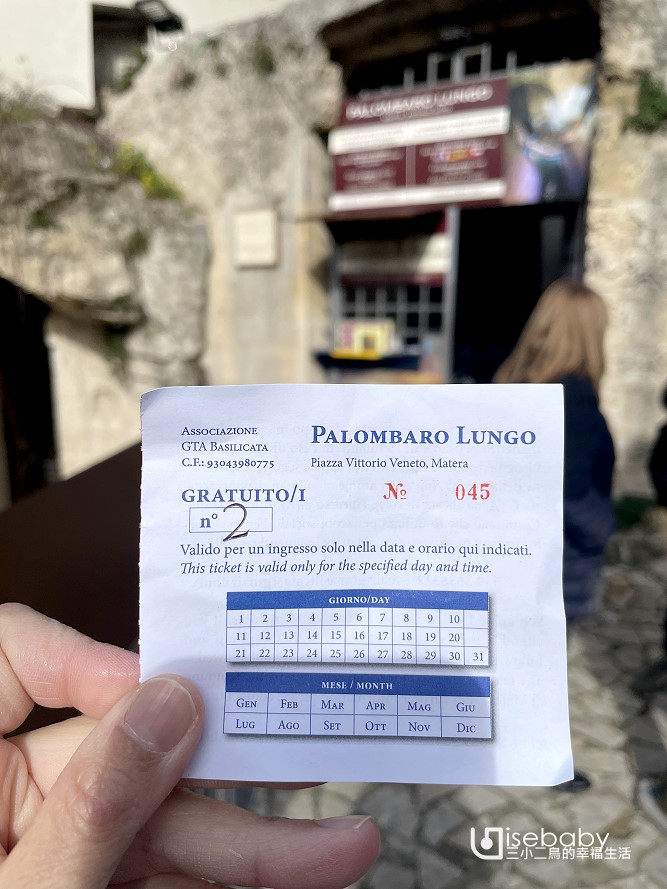 PALOMBARO LUNGO
ASSOCIAZIONE
GTA BASILICATA
C.F.: 93043980775
PALOMBARO LUNGO
Piazza Vittorio Veneto, Matera
GRATUITO/I
№ 045
n° 2
Valido per un ingresso solo nella data e orario qui indicati.
This ticket is valid only for the specified day and time.
GIORNO/DAY
1 2 3 4 5 6 7 8 9 10
11 12 13 14 15 16 17 18 19 20
21 22 23 24 25 26 27 28 29 30 31
MESE / MONTH
GEN FEB MAR APR MAG GIU
LUG AGO SET OTT NOV DIC
isebaby
三小二鳥的幸福生活